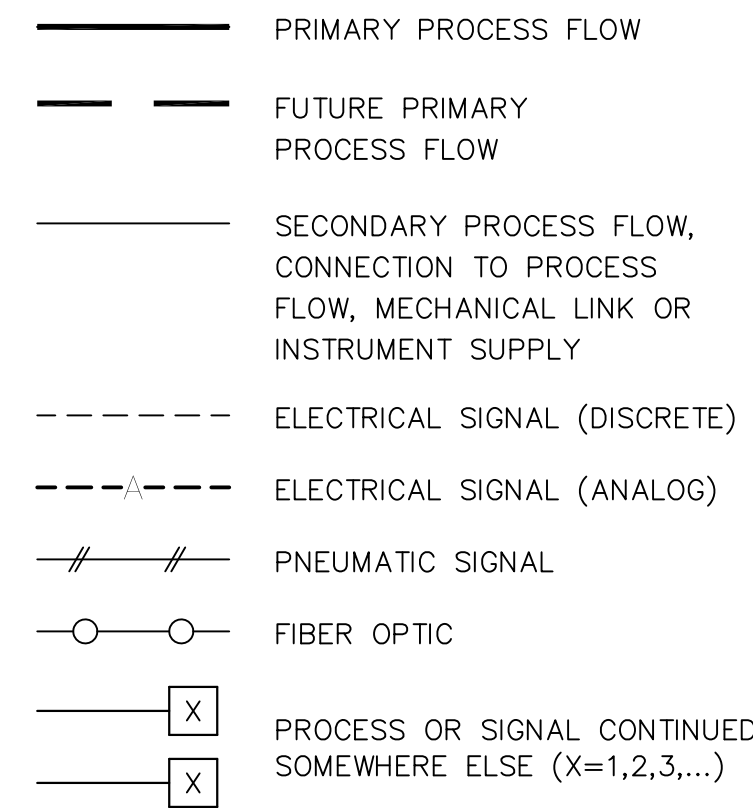 PRIMARY PROCESS FLOW
FUTURE PRIMARY
PROCESS FLOW
SECONDARY PROCESS FLOW,
CONNECTION TO PROCESS
FLOW, MECHANICAL LINK OR
INSTRUMENT SUPPLY
ELECTRICAL SIGNAL (DISCRETE)
A
ELECTRICAL SIGNAL (ANALOG)
PNEUMATIC SIGNAL
FIBER OPTIC
X
X
PROCESS OR SIGNAL CONTINUED
SOMEWHERE ELSE (X=1,2,3,...)